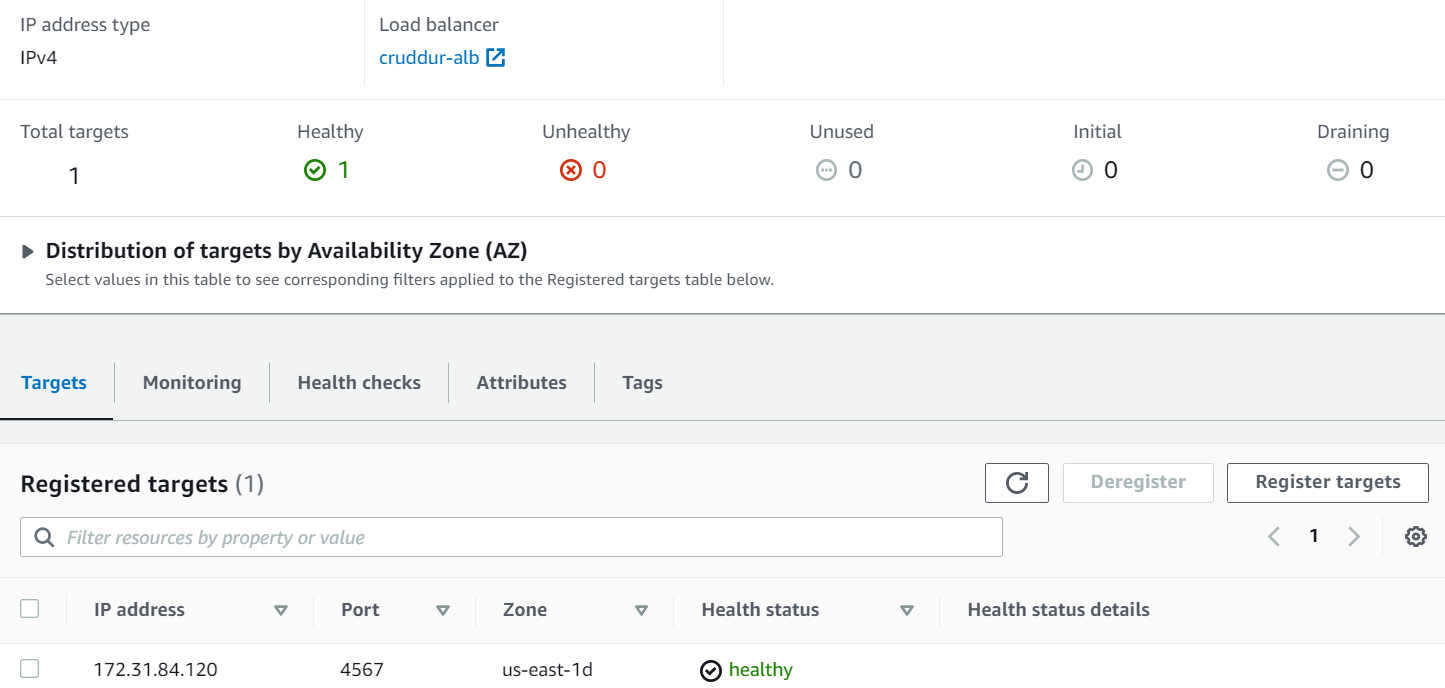 IP address type
Load balancer
IPv4
cruddur-alb
Total targets
Healthy
Unhealthy
Unused
Initial
Draining
1
1
0
0
0
0
Distribution of targets by Availability Zone (AZ)
Select values in this table to see corresponding filters applied to the Registered targets table below.
Targets
Monitoring
Health checks
Attributes
Tags
Registered targets (1)
Deregister
Register targets
Filter resources by property or value
1
IP address
Port
Zone
Health status
Health status details
172.31.84.120
4567
us-east-1d
healthy